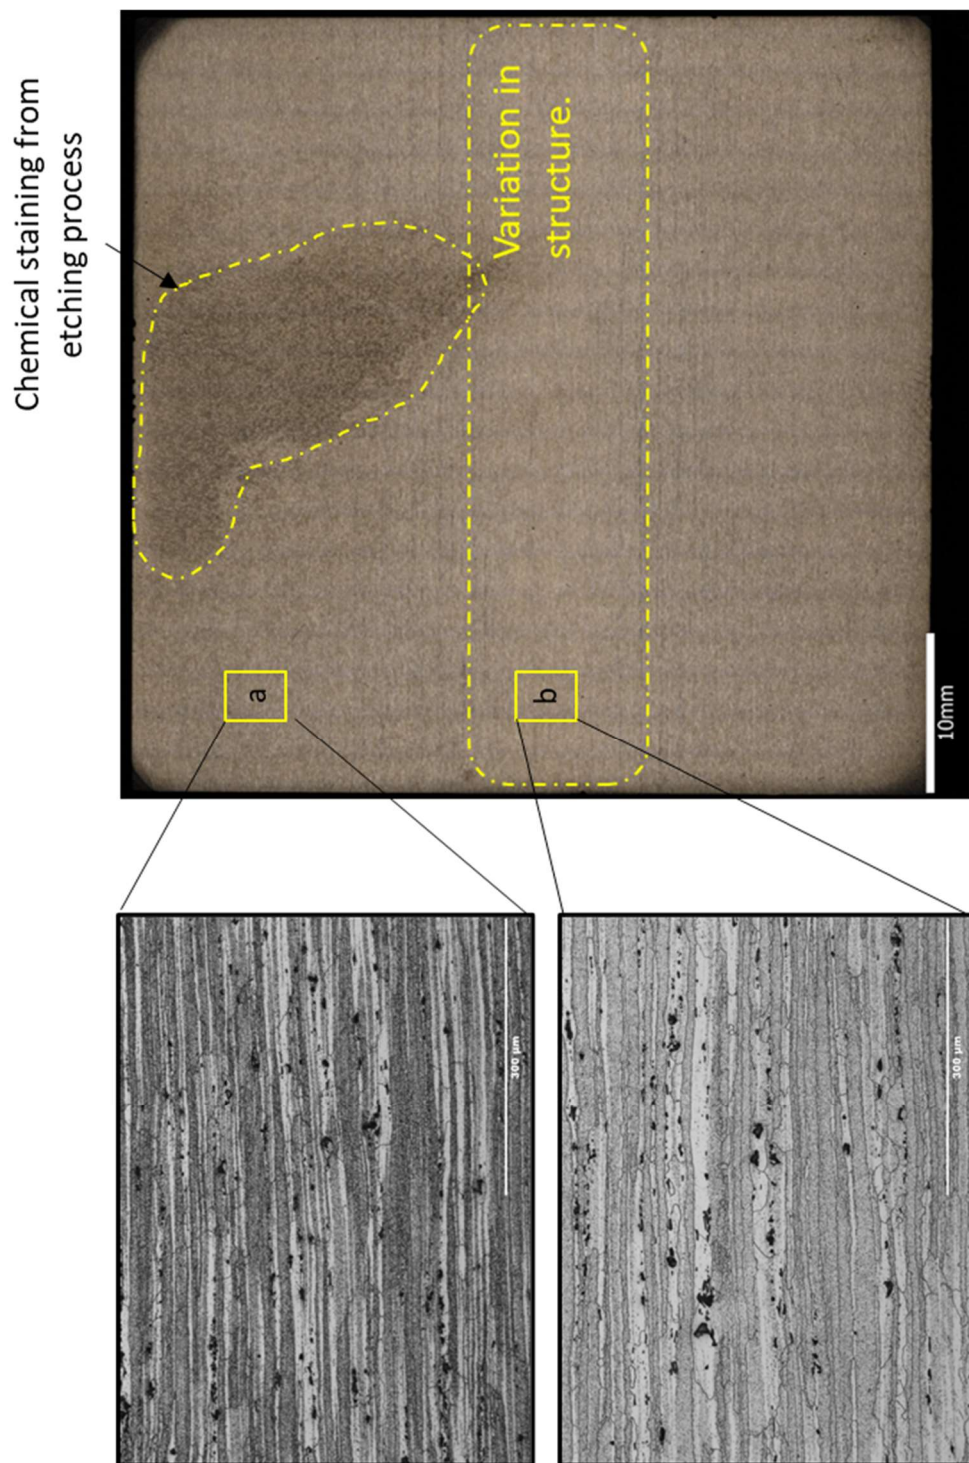 Chemical staining from
etching process
Variation in
structure.
a
b
10mm
300 µm
300 µm